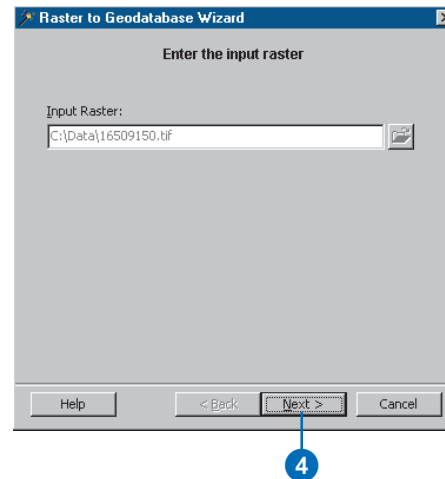 Raster to Geodatabase Wizard
Enter the input raster
Input Raster:
C:\Data\16509150.tif
Help < Back Next > Cancel
4